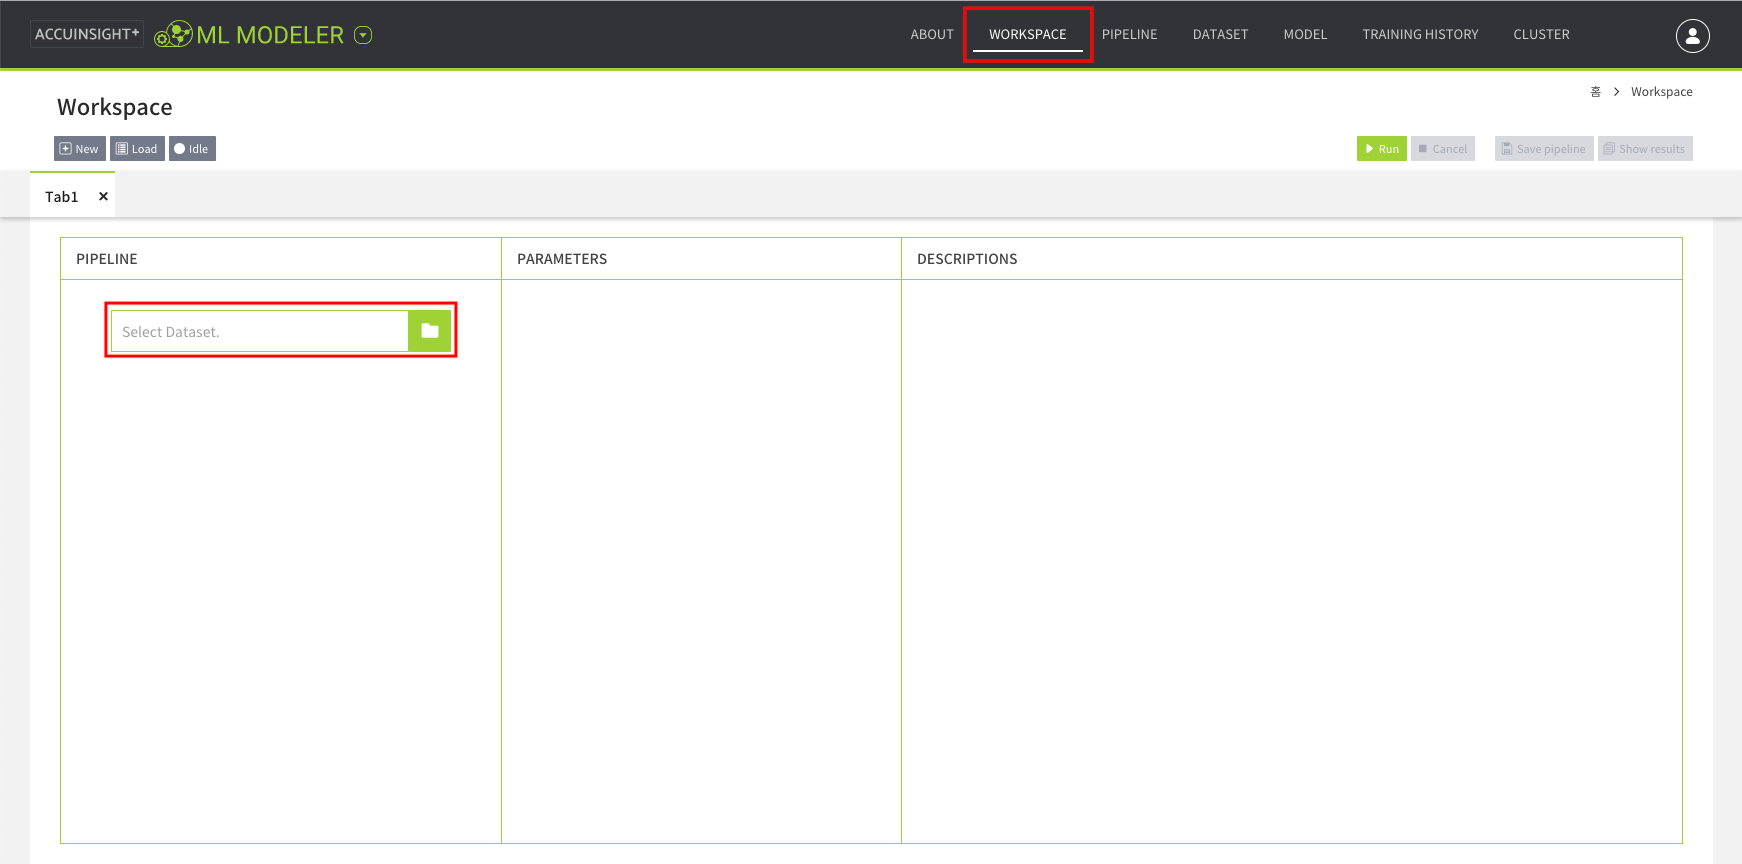 ACCUINSIGHT+ ML MODELER ABOUT WORKSPACE PIPELINE DATASET MODEL TRAINING HISTORY CLUSTER
홈 > Workspace
Workspace
New Load Idle Run Cancel Save pipeline Show results
Tab1 ×
PIPELINE PARAMETERS DESCRIPTIONS
Select Dataset.